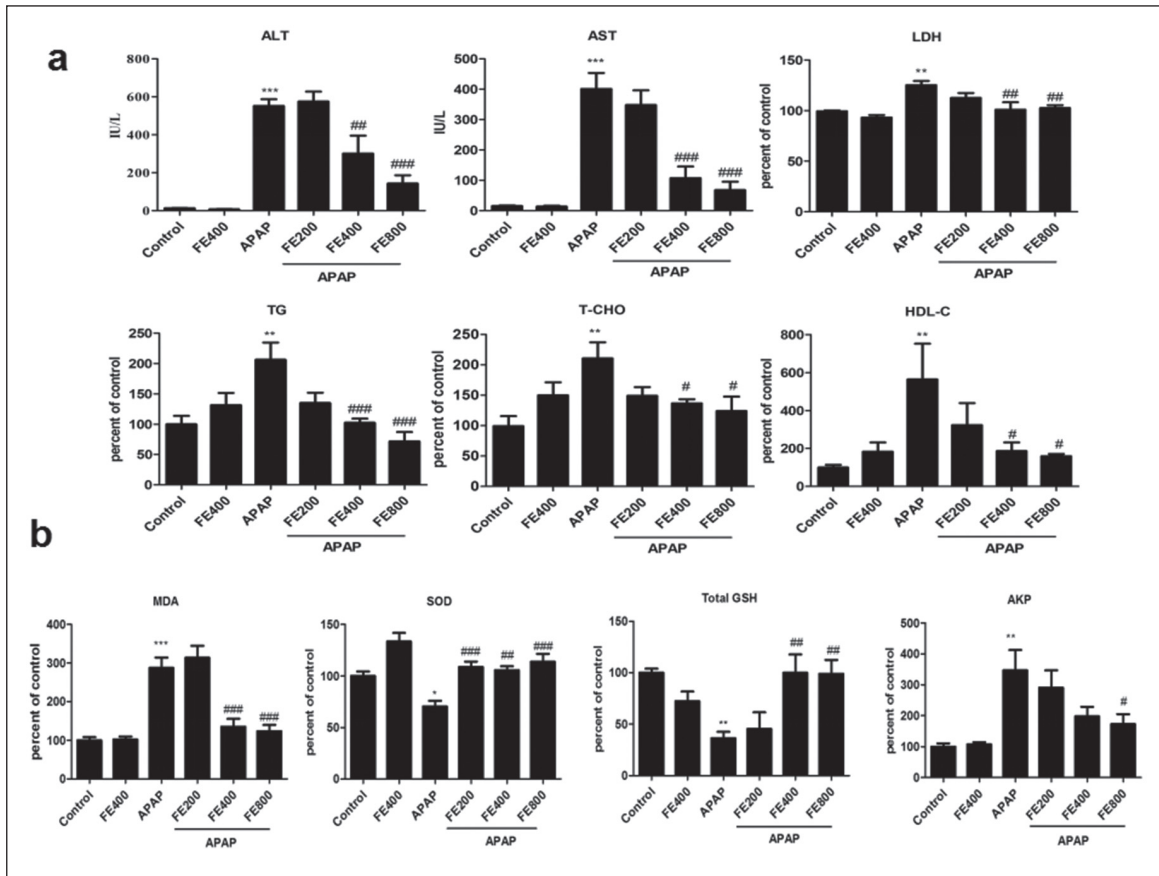 a
ALT
IU/L
800
600
400
200
0
***
##
###
Control
FE400
APAP
FE200
FE400
FE800
APAP
AST
IU/L
500
400
300
200
100
0
***
###
###
Control
FE400
APAP
FE200
FE400
FE800
APAP
LDH
percent of control
150
100
50
0
**
##
##
Control
FE400
APAP
FE200
FE400
FE800
APAP
TG
percent of control
250
200
150
100
50
0
**
###
###
Control
FE400
APAP
FE200
FE400
FE800
APAP
T-CHO
percent of control
250
200
150
100
50
0
**
#
#
Control
FE400
APAP
FE200
FE400
FE800
APAP
HDL-C
percent of control
800
600
400
200
0
**
#
#
Control
FE400
APAP
FE200
FE400
FE800
APAP
b
MDA
percent of control
400
300
200
100
0
***
###
###
Control
FE400
APAP
FE200
FE400
FE800
APAP
SOD
percent of control
150
100
50
0
*
###
##
###
Control
FE400
APAP
FE200
FE400
FE800
APAP
Total GSH
percent of control
150
100
50
0
**
##
##
Control
FE400
APAP
FE200
FE400
FE800
APAP
AKP
percent of control
500
400
300
200
100
0
**
#
Control
FE400
APAP
FE200
FE400
FE800
APAP